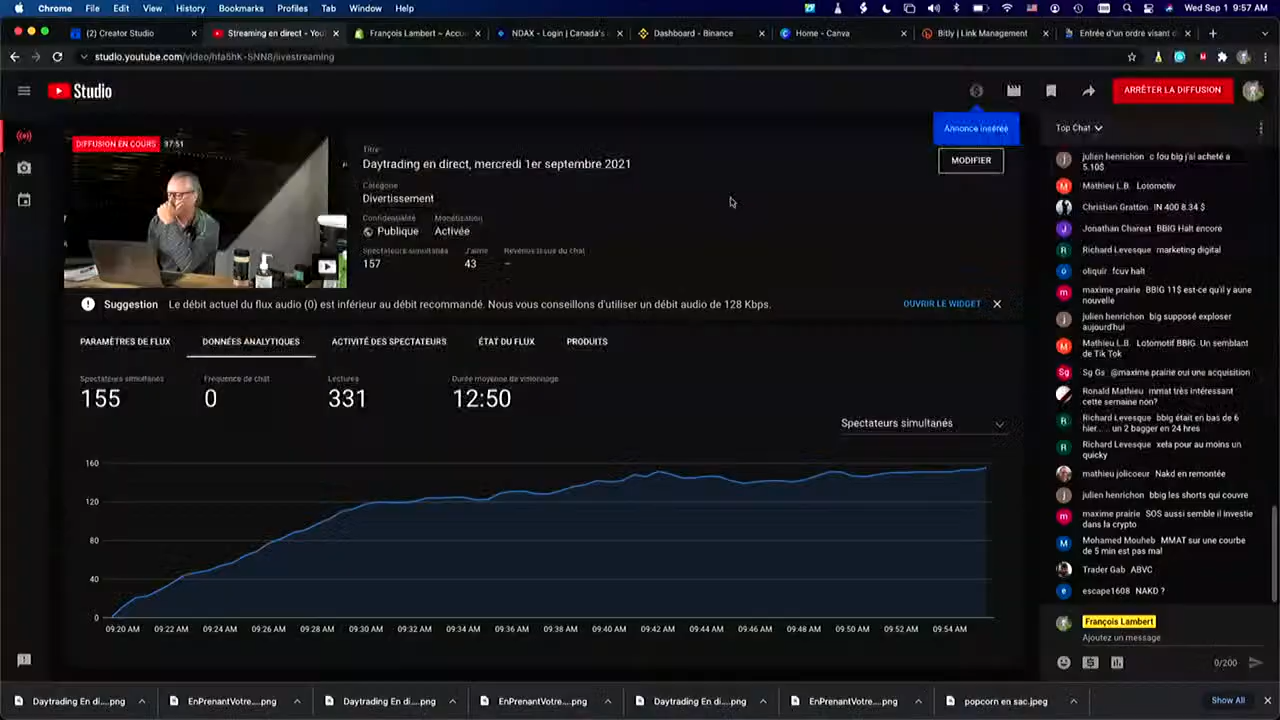 Chrome File Edit View History Bookmarks Profiles Tab Window Help Wed Sep 1 9:57 AM
(2) Creator Studio
Streaming en direct - You
François Lambert ~ Accu
NDAX - Login | Canada's
Dashboard - Binance
Home - Canva
Bitly | Link Management
Entrée d'un ordre visant d
Studio
ARRÊTER LA DIFFUSION
Annonce insérée
MODIFIER
DIFFUSION EN COURS 37:51
Titre
Daytrading en direct, mercredi 1er septembre 2021
Catégorie
Divertissement
Confidentialité Monétisation
Publique Activée
Spectateurs simultanés J'aime Revenus issus du chat
157 43 –
Suggestion Le débit actuel du flux audio (0) est inférieur au débit recommandé. Nous vous conseillons d'utiliser un débit audio de 128 Kbps.
OUVRIR LE WIDGET
PARAMÈTRES DE FLUX DONNÉES ANALYTIQUES ACTIVITÉ DES SPECTATEURS ÉTAT DU FLUX PRODUITS
Spectateurs simultanés Fréquence de chat Lectures Durée moyenne de visionnage
155 0 331 12:50
Spectateurs simultanés
160
120
80
40
0
09:20 AM 09:22 AM 09:24 AM 09:26 AM 09:28 AM 09:30 AM 09:32 AM 09:34 AM 09:36 AM 09:38 AM 09:40 AM 09:42 AM 09:44 AM 09:46 AM 09:48 AM 09:50 AM 09:52 AM 09:54 AM
Top Chat
julien henrichon c fou big j'ai acheté a
5.10$
Mathieu L.B. Lokomotiv
Christian Gratton IN 400 8.34 $
Jonathan Charest BBIG Halt encore
Richard Levesque marketing digital
oliquir fcuv halt
maxime prairie BBIG 11$ est-ce qu'il y aune
nouvelle
julien henrichon big supposé exploser
aujourd'hui
Mathieu L.B. Lomotif BBIG. Un semblant
de Tik Tok
Sg Gs @maxime prairie oui une acquisition
Ronald Mathieu mmat très intéressant
cette semaine non?
Richard Levesque bbig était en bas de 6
hier..... un 2 bagger en 24 hres
Richard Levesque xela pour au moins un
quicky
mathieu jolicoeur Nakd en remontée
julien henrichon bbig les shorts qui couvre
maxime prairie SOS aussi semble il investie
dans la crypto
Mohamed Mouheb MMAT sur une courbe
de 5 min est pas mal
Trader Gab ABVC
escape1608 NAKD ?
François Lambert
Ajoutez un message
0/200
Daytrading En di....png
EnPrenantVotre....png
Daytrading En di....png
EnPrenantVotre....png
Daytrading En di....png
EnPrenantVotre....png
popcorn en sac.jpeg
Show All